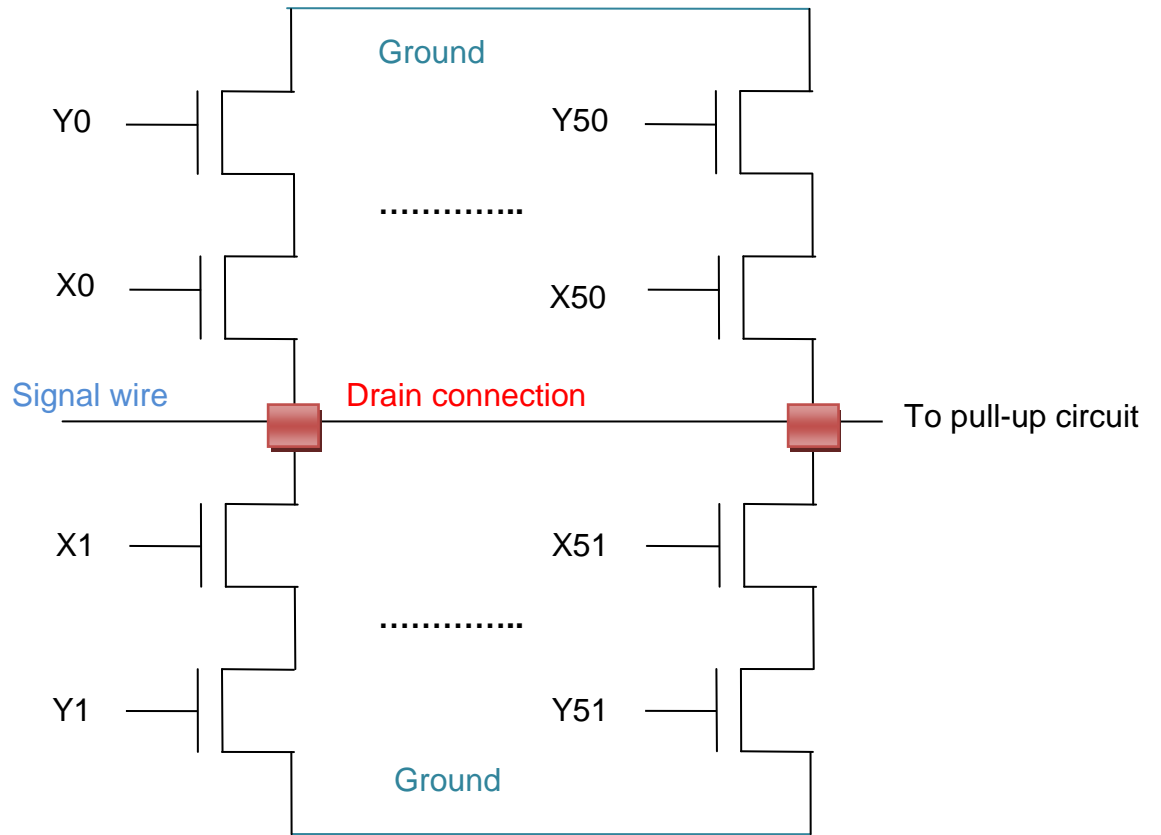 Ground
Y0
Y50
…………..
X0
X50
Signal wire
Drain connection
To pull-up circuit
X1
X51
…………..
Y1
Y51
Ground